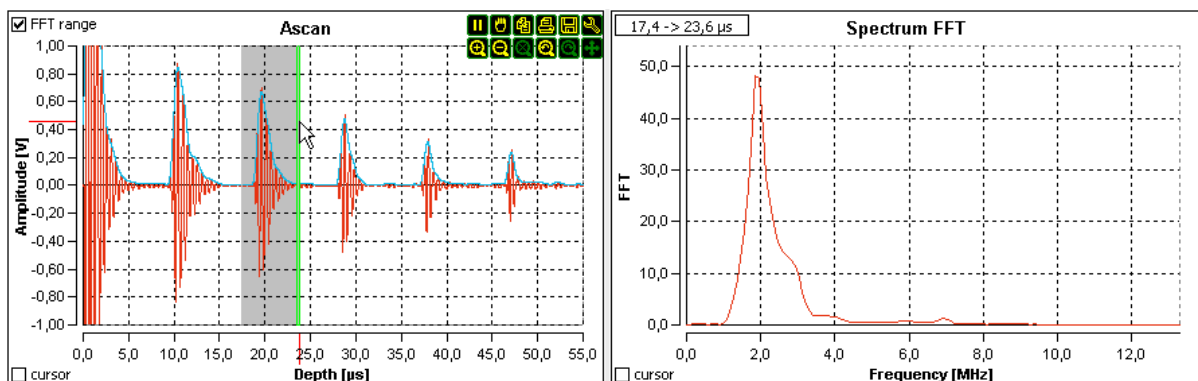 FFT range
Ascan
1,00
0,80
0,60
0,40
0,20
0,00
-0,20
-0,40
-0,60
-0,80
-1,00
Amplitude [V]
0,0 5,0 10,0 15,0 20,0 25,0 30,0 35,0 40,0 45,0 50,0 55,0
cursor
Depth [µs]
17,4 -> 23,6 µs
Spectrum FFT
50,0
40,0
30,0
20,0
10,0
0,0
FFT
0,0 2,0 4,0 6,0 8,0 10,0 12,0
cursor
Frequency [MHz]